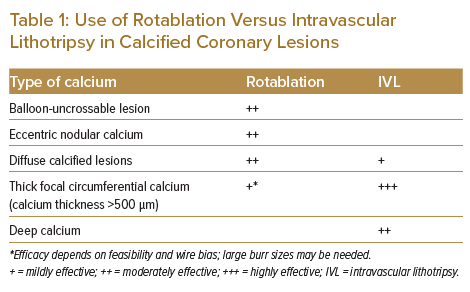 Table 1: Use of Rotablation Versus Intravascular
Lithotripsy in Calcified Coronary Lesions
Type of calcium Rotablation IVL
Balloon-uncrossable lesion ++
Eccentric nodular calcium ++
Diffuse calcified lesions ++ +
Thick focal circumferential calcium +* +++
(calcium thickness >500 μm)
Deep calcium ++
*Efficacy depends on feasibility and wire bias; large burr sizes may be needed.
+ = mildly effective; ++ = moderately effective; +++ = highly effective; IVL = intravascular lithotripsy.